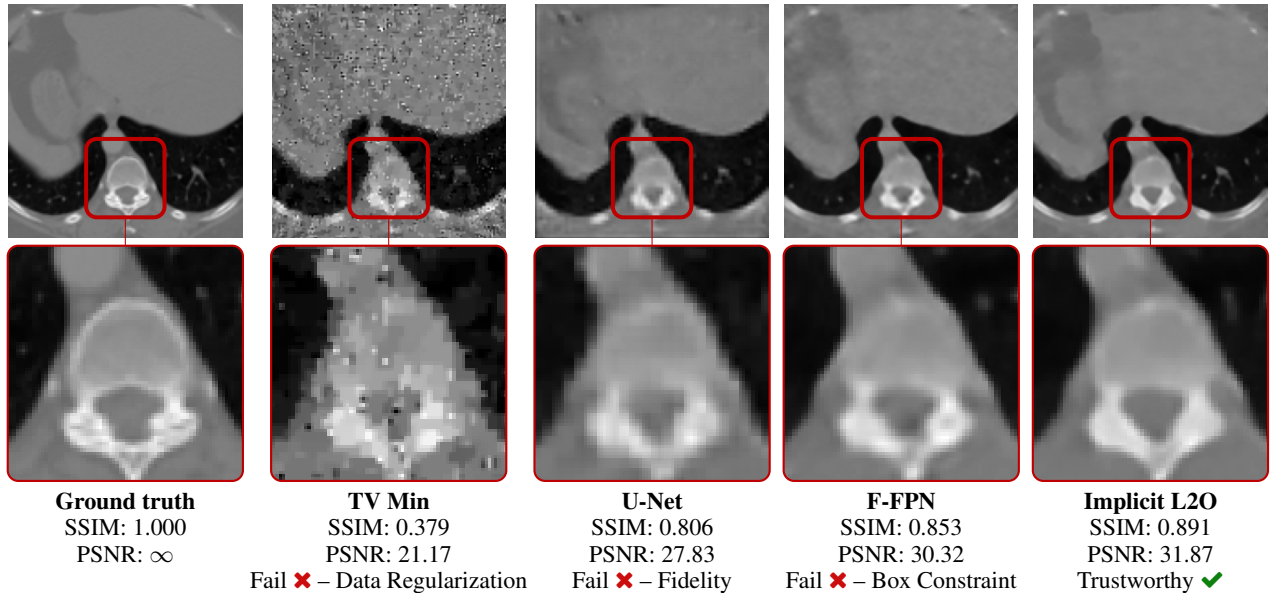 Ground truth
SSIM: 1.000
PSNR: ∞
TV Min
SSIM: 0.379
PSNR: 21.17
Fail ✖ – Data Regularization
U-Net
SSIM: 0.806
PSNR: 27.83
Fail ✖ – Fidelity
F-FPN
SSIM: 0.853
PSNR: 30.32
Fail ✖ – Box Constraint
Implicit L2O
SSIM: 0.891
PSNR: 31.87
Trustworthy ✔